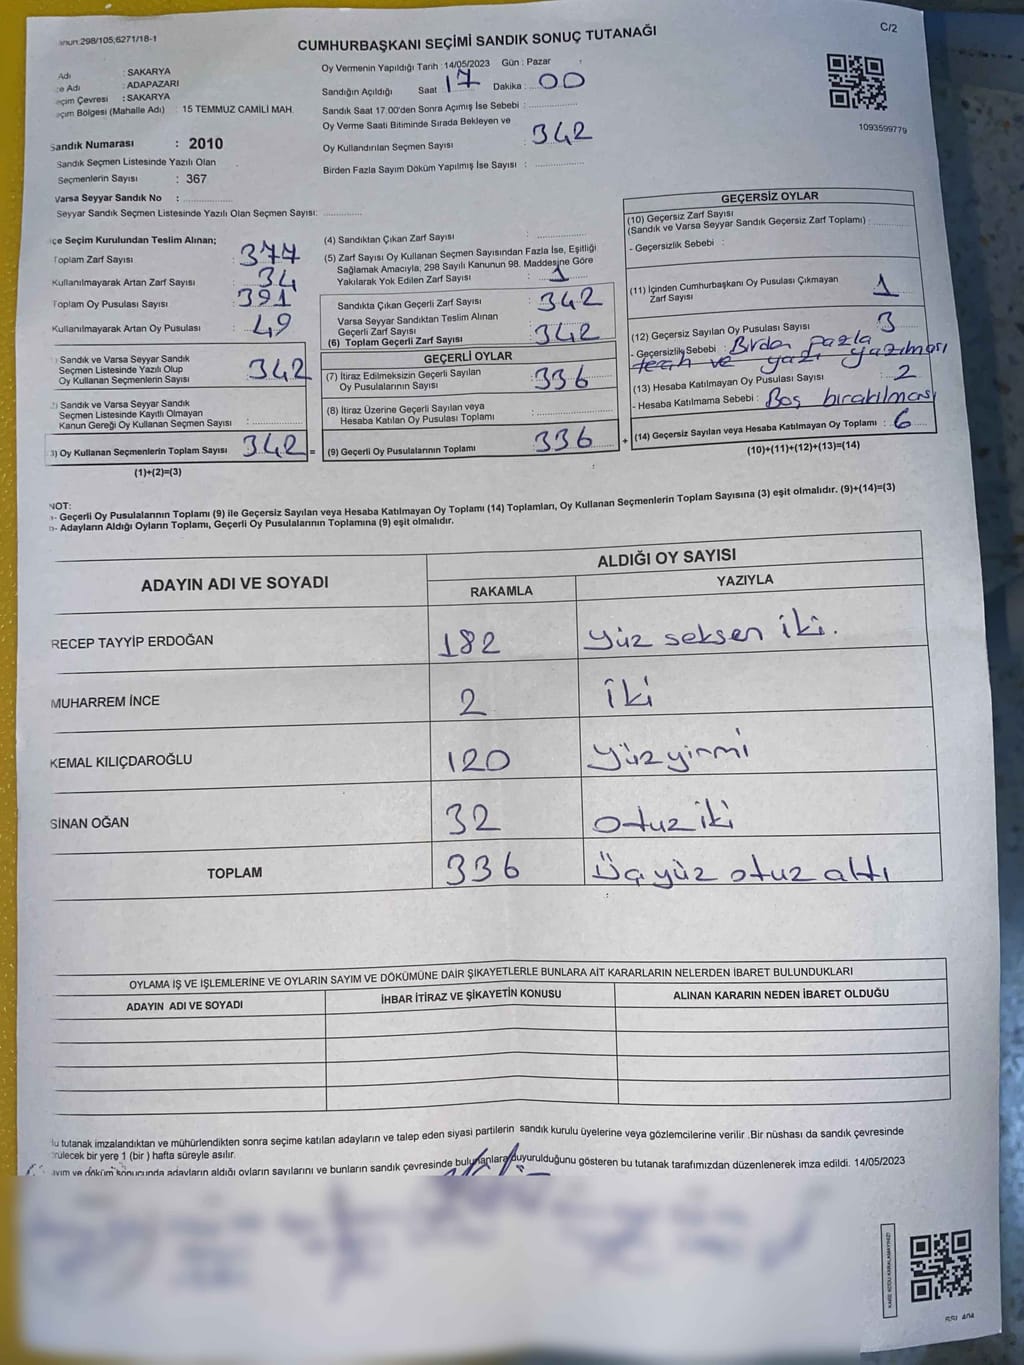 C/2
298/105,6271/18-1
CUMHURBAŞKANI SEÇİMİ SANDIK SONUÇ TUTANAĞI
Adı : SAKARYA
Adı : ADAPAZARI
Seçim Çevresi : SAKARYA
Seçim Bölgesi (Mahalle Adı) : 15 TEMMUZ CAMİLİ MAH.
Oy Vermenin Yapıldığı Tarih : 14/05/2023 Gün : Pazar
Sandığın Açıldığı Saat : 17 Dakika : 00
Sandık Saat 17.00'den Sonra Açımış İse Sebebi :
Oy Verme Saati Bitiminde Sırada Bekleyen ve
Oy Kullandırılan Seçmen Sayısı : 342
Birden Fazla Sayım Döküm Yapılmış İse Sayısı :
1093599779
Sandık Numarası : 2010
Sandık Seçmen Listesinde Yazılı Olan
Seçmenlerin Sayısı : 367
Varsa Seyyar Sandık No :
Seyyar Sandık Seçmen Listesinde Yazılı Olan Seçmen Sayısı:
İlçe Seçim Kurulundan Teslim Alınan;
Toplam Zarf Sayısı : 377
Kullanılmayarak Artan Zarf Sayısı : 34
Toplam Oy Pusulası Sayısı : 391
Kullanılmayarak Artan Oy Pusulası : 49
Sandık ve Varsa Seyyar Sandık
Seçmen Listesinde Yazılı Olup
Oy Kullanan Seçmenlerin Sayısı : 342
2) Sandık ve Varsa Seyyar Sandık
Seçmen Listesinde Kayıtlı Olmayan
Kanun Gereği Oy Kullanan Seçmen Sayısı :
3) Oy Kullanan Seçmenlerin Toplam Sayısı 342 =
(1)+(2)=(3)
(4) Sandıktan Çıkan Zarf Sayısı :
(5) Zarf Sayısı Oy Kullanan Seçmen Sayısından Fazla İse, Eşitliği
Sağlamak Amacıyla, 298 Sayılı Kanunun 98. Maddesine Göre
Yakılarak Yok Edilen Zarf Sayısı : 1
Sandıkta Çıkan Geçerli Zarf Sayısı : 342
Varsa Seyyar Sandıktan Teslim Alınan
Geçerli Zarf Sayısı
(6) Toplam Geçerli Zarf Sayısı : 342
GEÇERLİ OYLAR
(7) İtiraz Edilmeksizin Geçerli Sayılan
Oy Pusulalarının Sayısı : 336
(8) İtiraz Üzerine Geçerli Sayılan veya
Hesaba Katılan Oy Pusulası Toplamı :
(9) Geçerli Oy Pusulalarının Toplamı 336 +
GEÇERSİZ OYLAR
(10) Geçersiz Zarf Sayısı
(Sandık ve Varsa Seyyar Sandık Geçersiz Zarf Toplamı) :
- Geçersizlik Sebebi :
(11) İçinden Cumhurbaşkanı Oy Pusulası Çıkmayan
Zarf Sayısı : 1
(12) Geçersiz Sayılan Oy Pusulası Sayısı : 3
- Geçersizlik Sebebi : Birden fazla
tercih ve yazı yazılması
(13) Hesaba Katılmayan Oy Pusulası Sayısı : 2
- Hesaba Katılmama Sebebi : Boş bırakılması
(14) Geçersiz Sayılan veya Hesaba Katılmayan Oy Toplamı : 6
(10)+(11)+(12)+(13)=(14)
NOT:
- Geçerli Oy Pusulalarının Toplamı (9) ile Geçersiz Sayılan veya Hesaba Katılmayan Oy Toplamı (14) Toplamları, Oy Kullanan Seçmenlerin Toplam Sayısına (3) eşit olmalıdır. (9)+(14)=(3)
- Adayların Aldığı Oyların Toplamı, Geçerli Oy Pusulalarının Toplamına (9) eşit olmalıdır.
ADAYIN ADI VE SOYADI
ALDIĞI OY SAYISI
RAKAMLA YAZIYLA
RECEP TAYYİP ERDOĞAN 182 Yüz seksen iki.
MUHARREM İNCE 2 iki
KEMAL KILIÇDAROĞLU 120 Yüzyirmi
SİNAN OĞAN 32 otuz iki
TOPLAM 336 Üçyüz otuz altı
OYLAMA İŞ VE İŞLEMLERİNE VE OYLARIN SAYIM VE DÖKÜMÜNE DAİR ŞİKAYETLERLE BUNLARA AİT KARARLARIN NELERDEN İBARET BULUNDUKLARI
ADAYIN ADI VE SOYADI İHBAR İTİRAZ VE ŞİKAYETİN KONUSU ALINAN KARARIN NEDEN İBARET OLDUĞU
Bu tutanak imzalandıktan ve mühürlendikten sonra seçime katılan adayların ve talep eden siyasi partilerin sandık kurulu üyelerine veya gözlemcilerine verilir .Bir nüshası da sandık çevresinde
görülecek bir yere 1 (bir ) hafta süreyle asılır.
Sayım ve döküm sonucunda adayların aldığı oyların sayılarını ve bunların sandık çevresinde bulunanlara duyurulduğunu gösteren bu tutanak tarafımızdan düzenlenerek imza edildi. 14/05/2023
KARE KODU KARALAMAYINIZ!